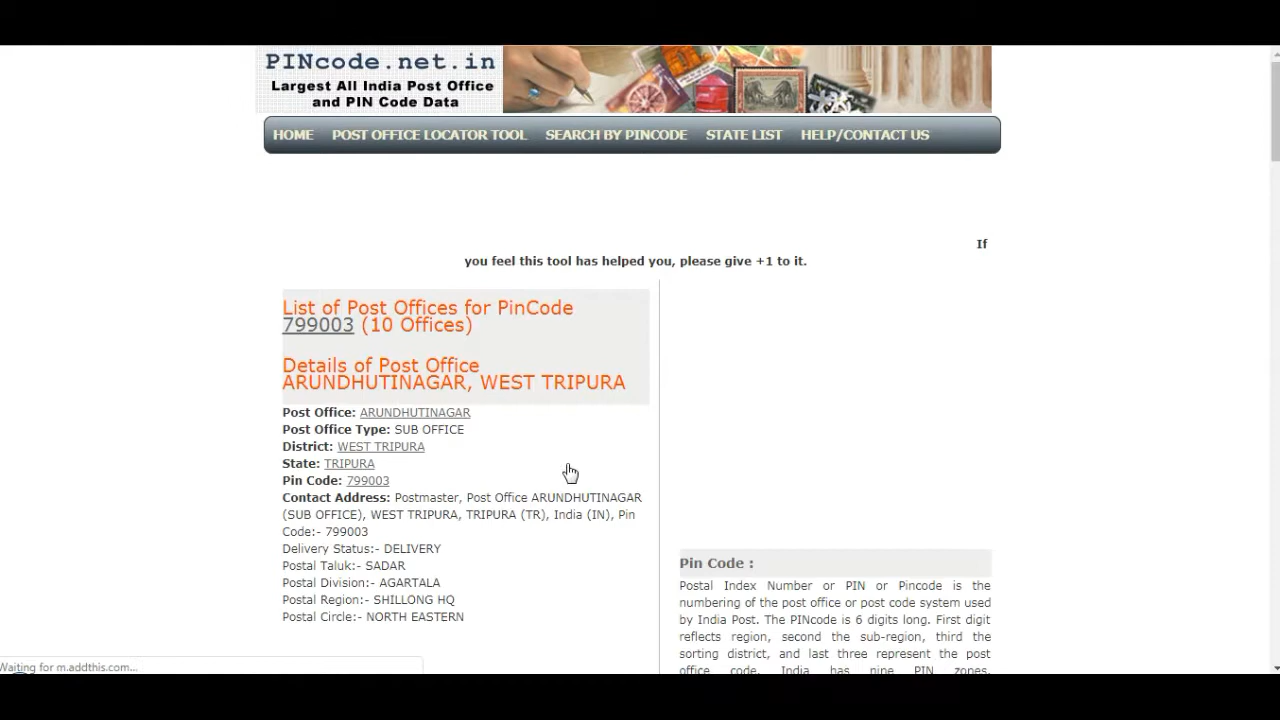 PINcode.net.in
Largest All India Post Office
and PIN Code Data
HOME POST OFFICE LOCATOR TOOL SEARCH BY PINCODE STATE LIST HELP/CONTACT US
If
you feel this tool has helped you, please give +1 to it.
List of Post Offices for PinCode
799003 (10 Offices)
Details of Post Office
ARUNDHUTINAGAR, WEST TRIPURA
Post Office: ARUNDHUTINAGAR
Post Office Type: SUB OFFICE
District: WEST TRIPURA
State: TRIPURA
Pin Code: 799003
Contact Address: Postmaster, Post Office ARUNDHUTINAGAR
(SUB OFFICE), WEST TRIPURA, TRIPURA (TR), India (IN), Pin
Code:- 799003
Delivery Status:- DELIVERY
Postal Taluk:- SADAR
Postal Division:- AGARTALA
Postal Region:- SHILLONG HQ
Postal Circle:- NORTH EASTERN
Pin Code :
Postal Index Number or PIN or Pincode is the
numbering of the post office or post code system used
by India Post. The PINcode is 6 digits long. First digit
reflects region, second the sub-region, third the
sorting district, and last three represent the post
office code. India has nine PIN zones,
Waiting for m.addthis.com...